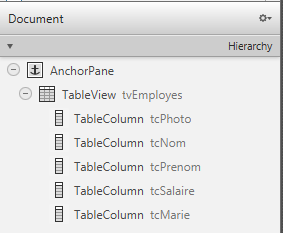 Document
Hierarchy
AnchorPane
TableView tvEmployes
TableColumn tcPhoto
TableColumn tcNom
TableColumn tcPrenom
TableColumn tcSalaire
TableColumn tcMarie